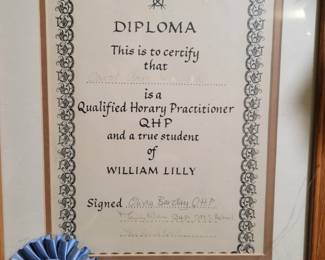 DIPLOMA
This is to certify
that
is a
Qualified Horary Practitioner
QHP
and a true student
of
WILLIAM LILLY
Signed Olivia Barclay QHP